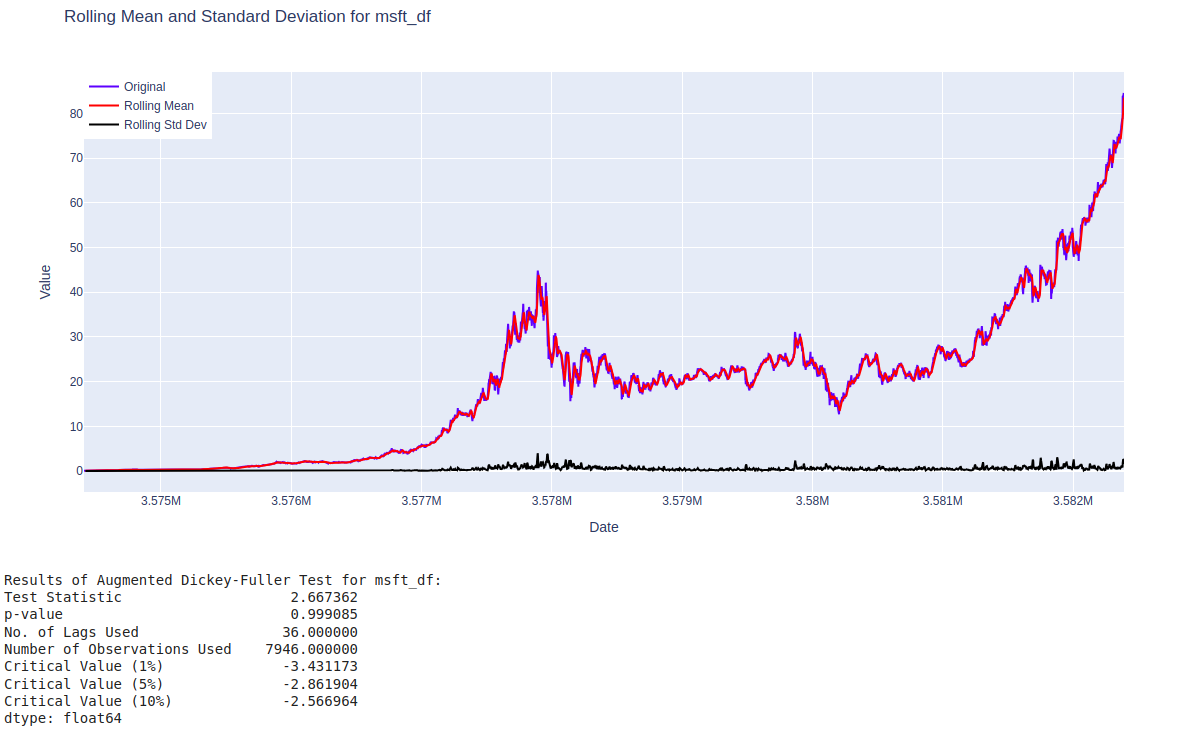 Rolling Mean and Standard Deviation for msft_df
Original
Rolling Mean
Rolling Std Dev
80
70
60
50
40
30
20
10
0
Value
3.575M 3.576M 3.577M 3.578M 3.579M 3.58M 3.581M 3.582M
Date
Results of Augmented Dickey-Fuller Test for msft_df:
Test Statistic 2.667362
p-value 0.999085
No. of Lags Used 36.000000
Number of Observations Used 7946.000000
Critical Value (1%) -3.431173
Critical Value (5%) -2.861904
Critical Value (10%) -2.566964
dtype: float64